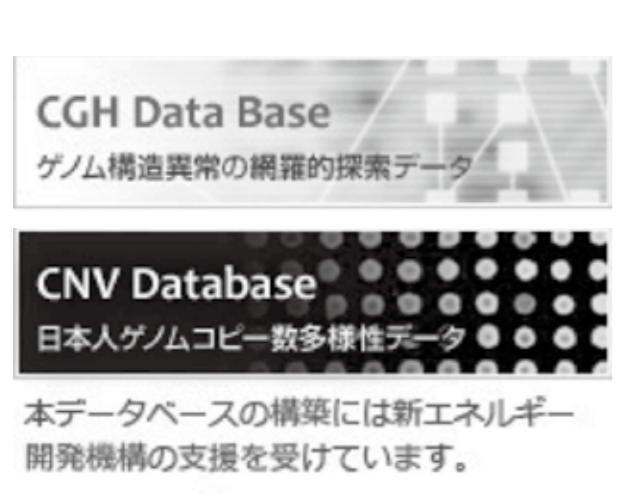 CGH Data Base
ゲノム構造異常の網羅的探索データ
CNV Database
日本人ゲノムコピー数多様性データ
本データベースの構築には新エネルギー
開発機構の支援を受けています。